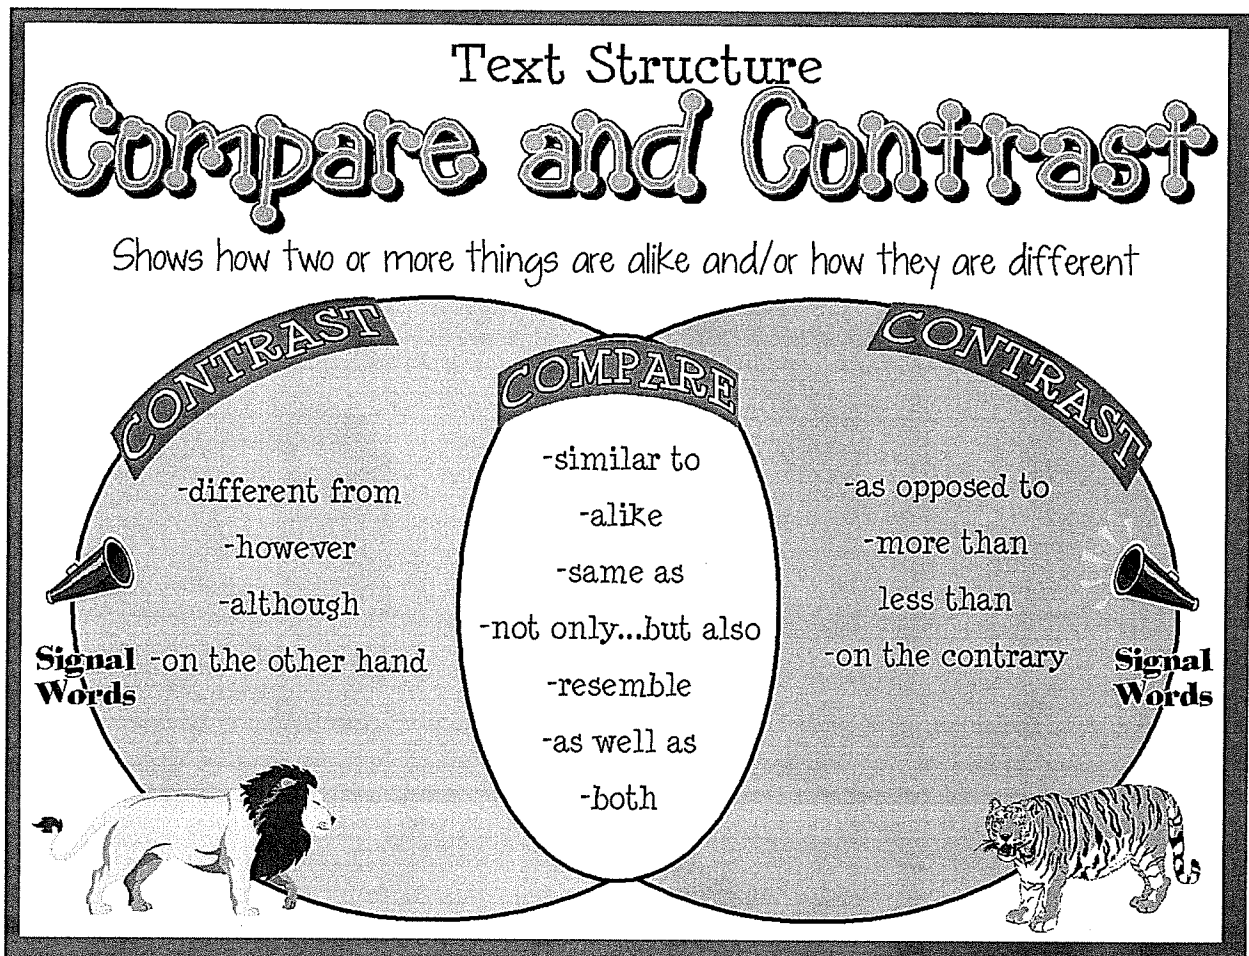 Text Structure
Compare and Contrast
Shows how two or more things are alike and/or how they are different
CONTRAST
-different from
-however
-although
-on the other hand
Signal
Words
COMPARE
-similar to
-alike
-same as
-not only...but also
-resemble
-as well as
-both
CONTRAST
-as opposed to
-more than
less than
-on the contrary
Signal
Words